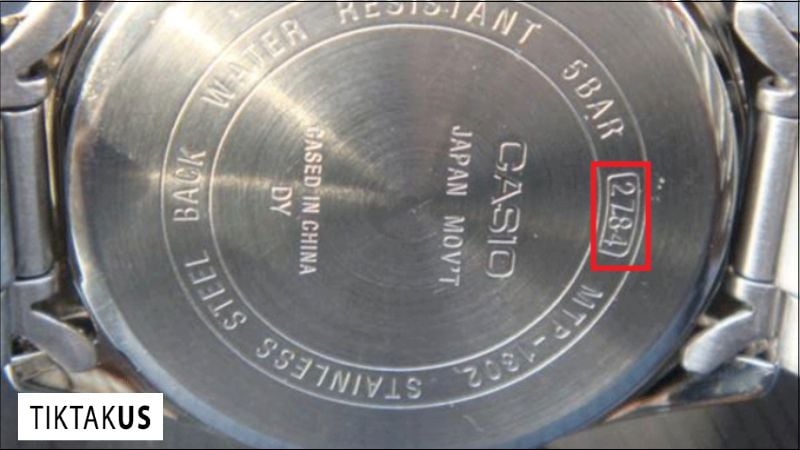 WATER RESISTANT 5BAR
2784
MTP-1302 STAINLESS STEEL BACK
CASIO
JAPAN MOV'T
CASED IN CHINA
DY
TIKTAKUS